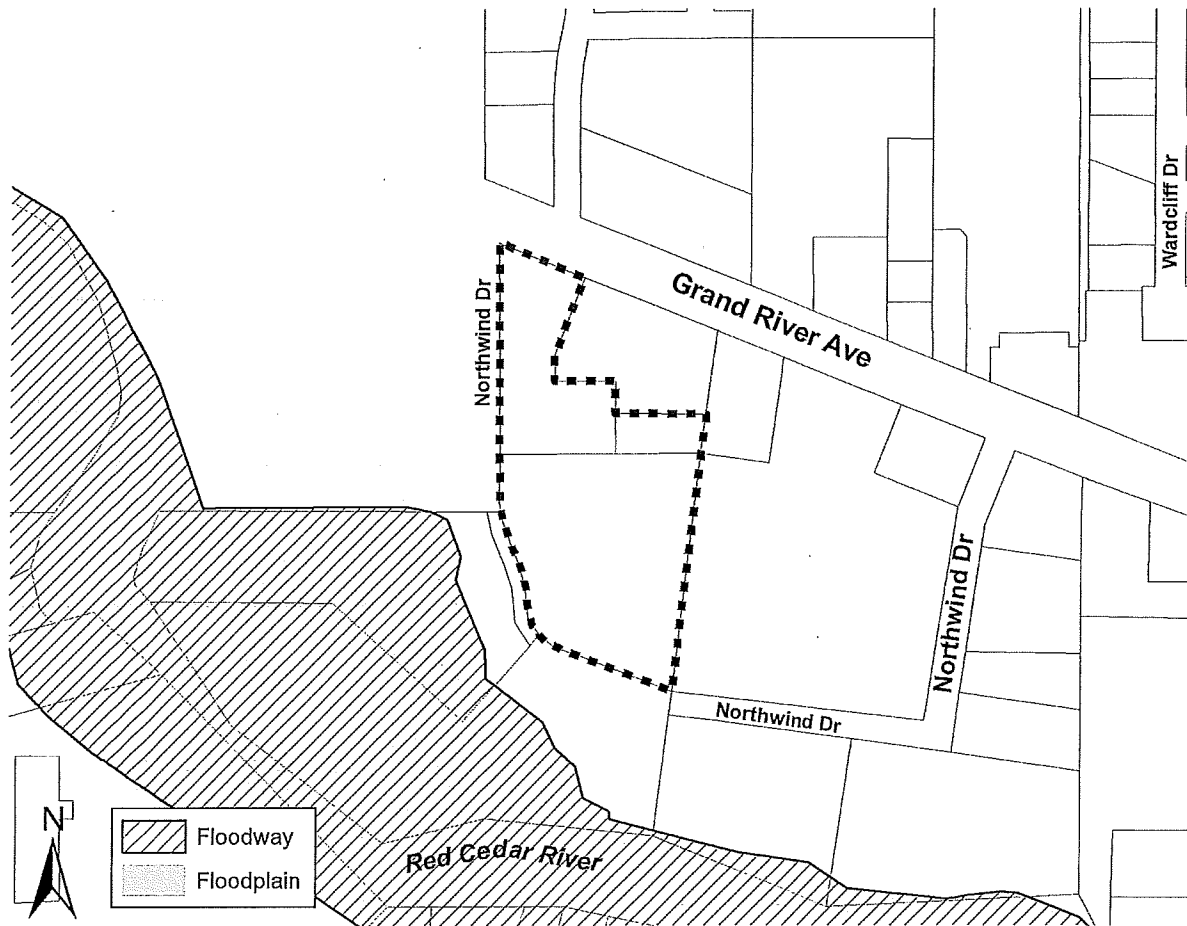 Wardcliff Dr
Grand River Ave
Northwind Dr
Northwind Dr
Northwind Dr
N
Floodway
Floodplain
Red Cedar River